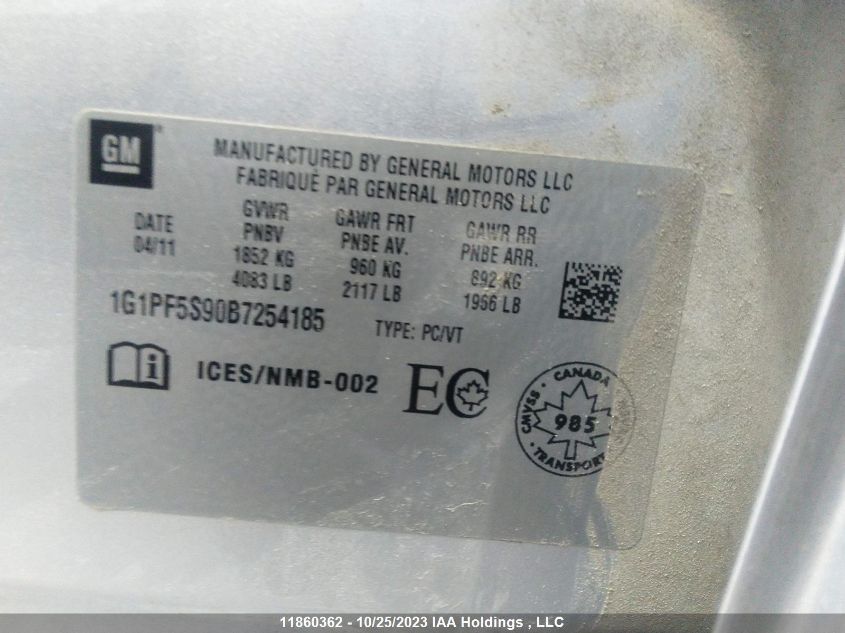 GM
MANUFACTURED BY GENERAL MOTORS LLC
FABRIQUÉ PAR GENERAL MOTORS LLC
DATE GVWR GAWR FRT GAWR RR
04/11 PNBV PNBE AV. PNBE ARR.
1852 KG 960 KG 892 KG
4083 LB 2117 LB 1966 LB
1G1PF5S90B7254185 TYPE: PC/VT
ICES/NMB-002 EC
CANADA
CMVSS 985
TRANSPORT
11860362 - 10/25/2023 IAA Holdings , LLC